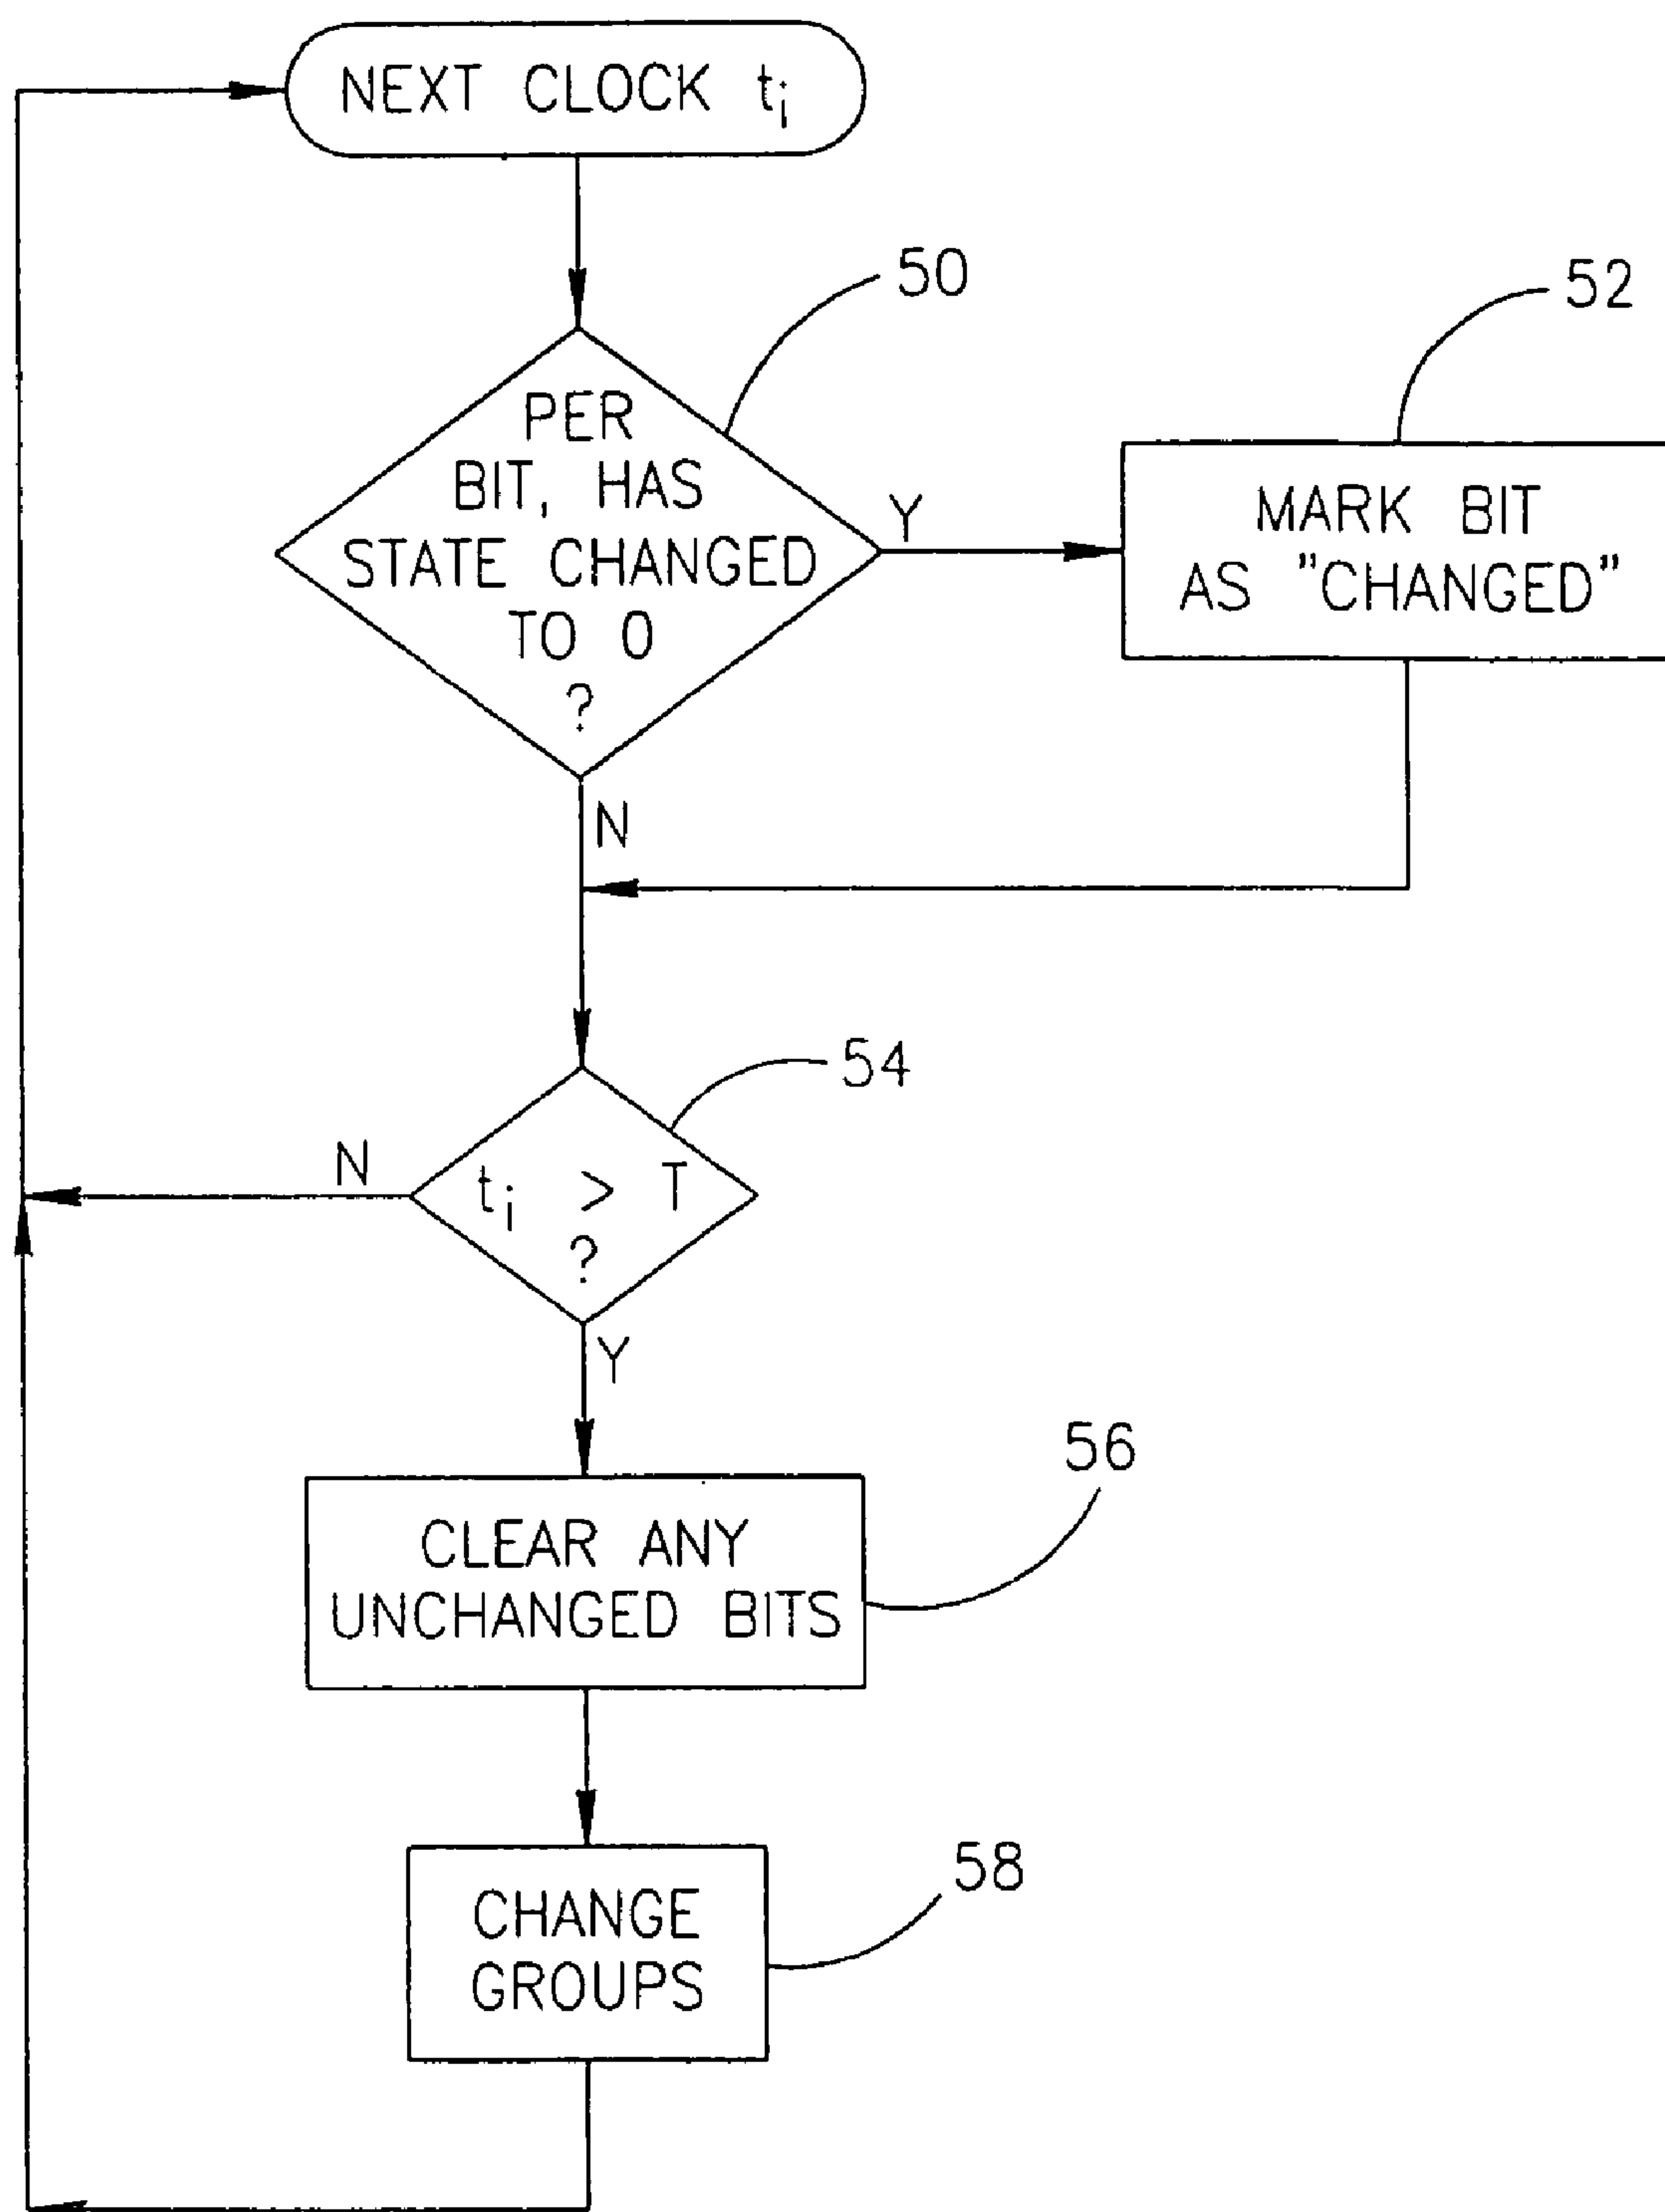 NEXT CLOCK ti
50
52
PER
BIT, HAS
STATE CHANGED
TO 0
?
Y
MARK BIT
AS "CHANGED"
N
54
N
ti > T
?
Y
56
CLEAR ANY
UNCHANGED BITS
58
CHANGE
GROUPS